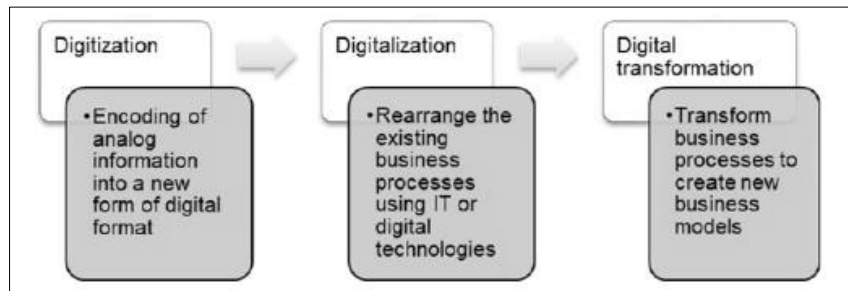 Digitization
•Encoding of
analog
information
into a new
form of digital
format
Digitalization
•Rearrange the
existing
business
processes
using IT or
digital
technologies
Digital
transformation
•Transform
business
processes to
create new
business
models